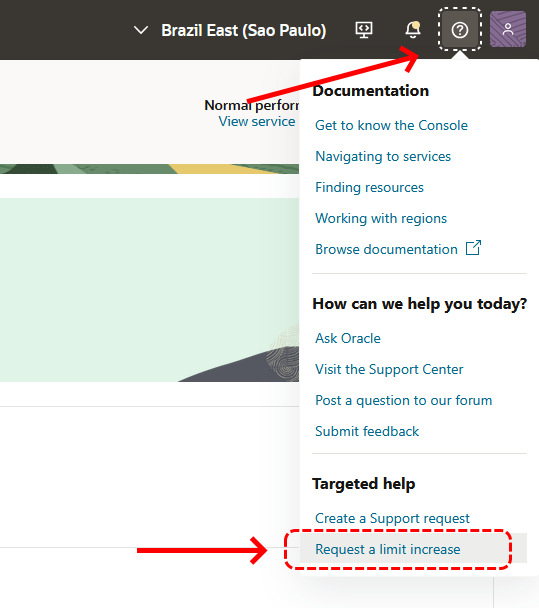 Brazil East (Sao Paulo)
Normal perfor
View service
Documentation
Get to know the Console
Navigating to services
Finding resources
Working with regions
Browse documentation
How can we help you today?
Ask Oracle
Visit the Support Center
Post a question to our forum
Submit feedback
Targeted help
Create a Support request
Request a limit increase